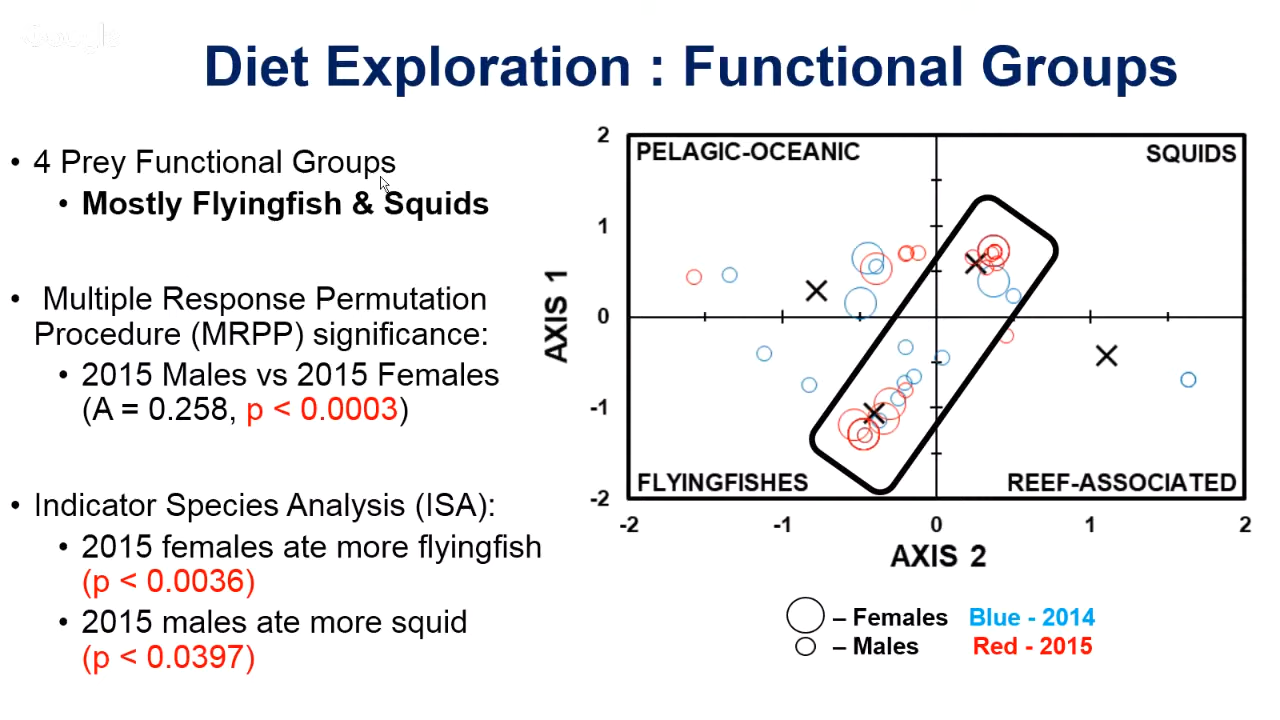 Google
Diet Exploration : Functional Groups
• 4 Prey Functional Groups
• Mostly Flyingfish & Squids
• Multiple Response Permutation
Procedure (MRPP) significance:
• 2015 Males vs 2015 Females
(A = 0.258, p < 0.0003)
• Indicator Species Analysis (ISA):
• 2015 females ate more flyingfish
(p < 0.0036)
• 2015 males ate more squid
(p < 0.0397)
PELAGIC-OCEANIC
SQUIDS
FLYINGFISHES
REEF-ASSOCIATED
2
1
0
-1
-2
AXIS 1
-2 -1 0 1 2
AXIS 2
– Females Blue - 2014
– Males Red - 2015